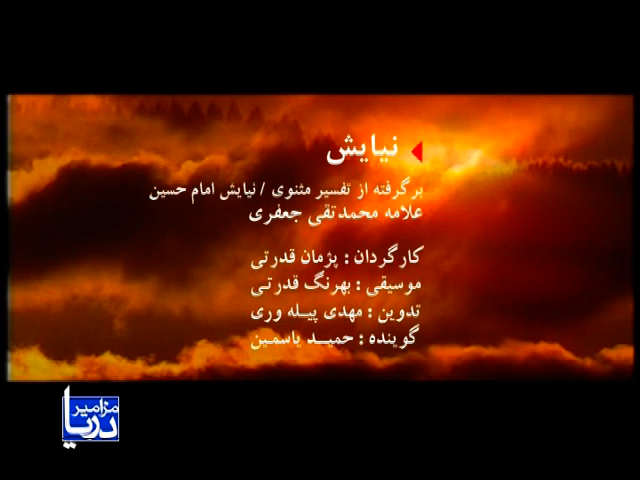 نیایش
برگرفته از تفسیر مثنوی / نیایش امام حسین
علامه محمدتقی جعفری
کارگردان : پژمان قدرتی
موسیقی : بهرنگ قدرتی
تدوین : مهدی پیله وری
گوینده : حمید یاسمین
مزامیر
دریا